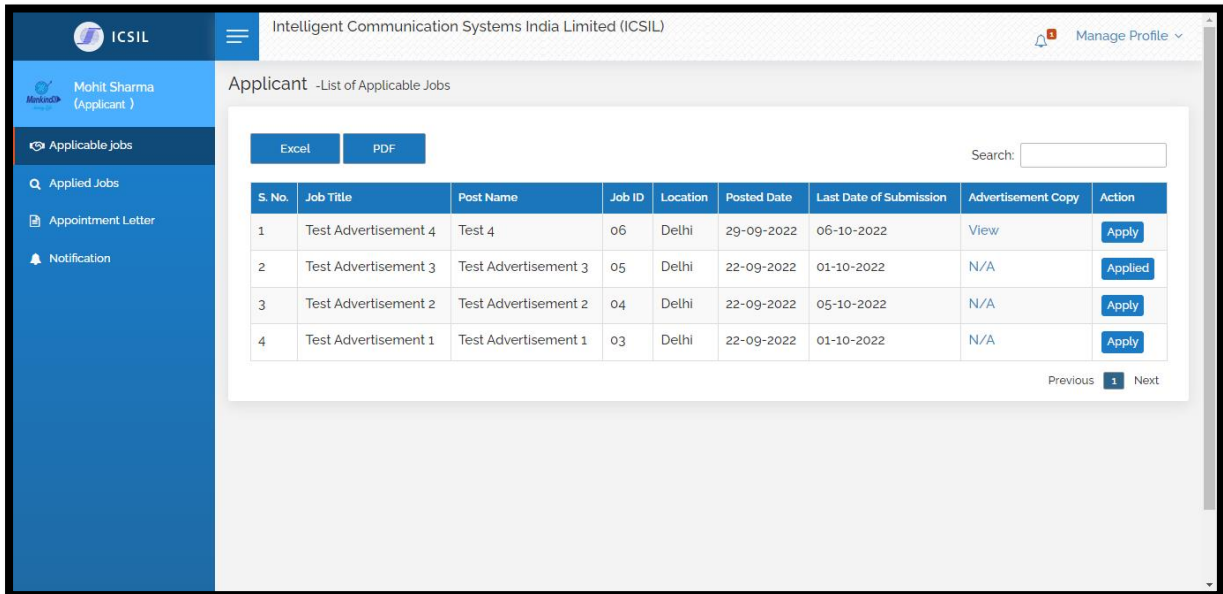 ICSIL
Intelligent Communication Systems India Limited (ICSIL)
1
Manage Profile
Mankind
Mohit Sharma
(Applicant )
Applicable jobs
Applied Jobs
Appointment Letter
Notification
Applicant -List of Applicable Jobs
Excel PDF
Search:
S. No. Job Title Post Name Job ID Location Posted Date Last Date of Submission Advertisement Copy Action
1 Test Advertisement 4 Test 4 06 Delhi 29-09-2022 06-10-2022 View Apply
2 Test Advertisement 3 Test Advertisement 3 05 Delhi 22-09-2022 01-10-2022 N/A Applied
3 Test Advertisement 2 Test Advertisement 2 04 Delhi 22-09-2022 05-10-2022 N/A Apply
4 Test Advertisement 1 Test Advertisement 1 03 Delhi 22-09-2022 01-10-2022 N/A Apply
Previous 1 Next